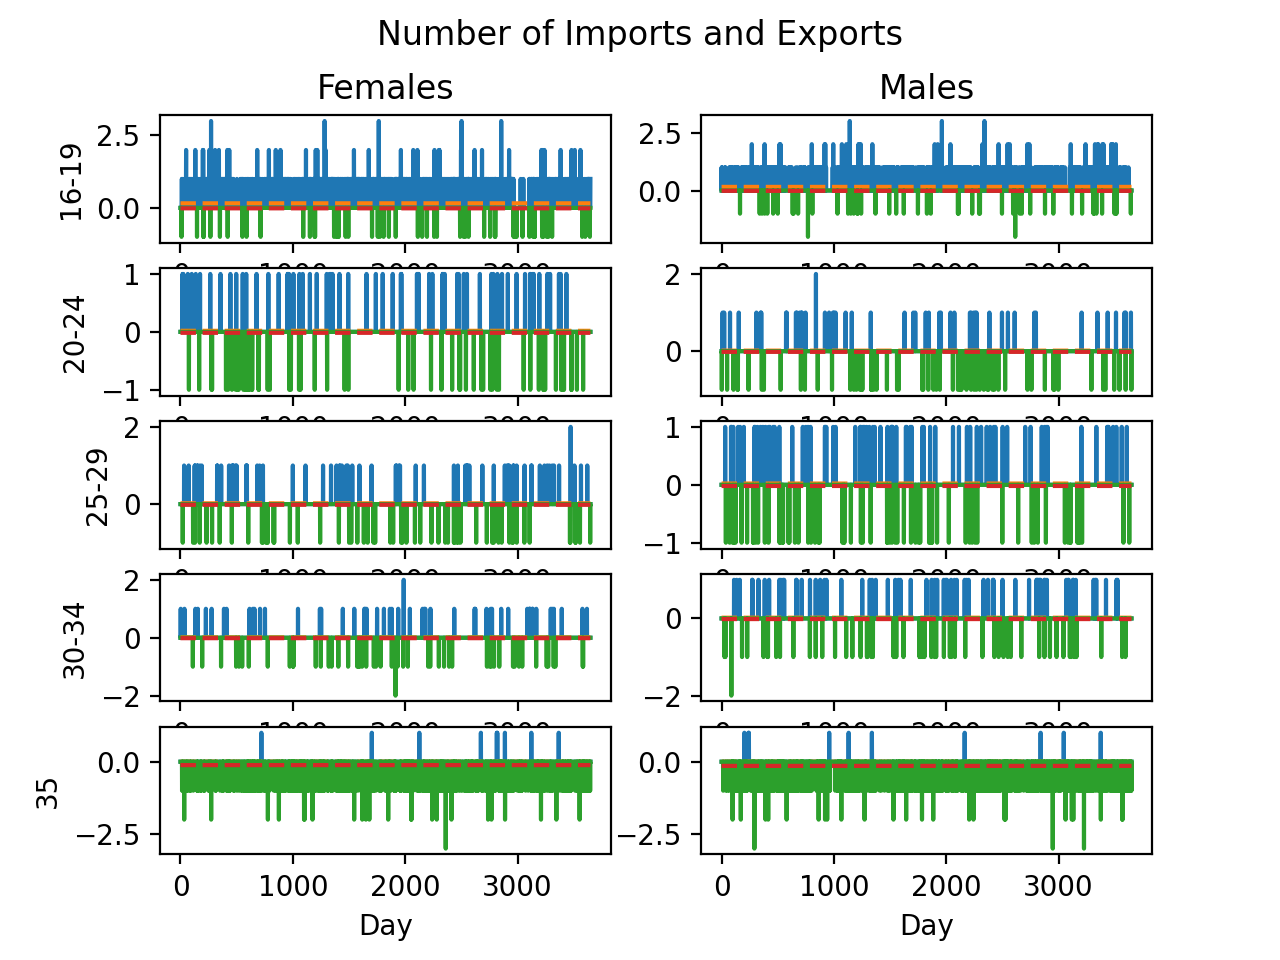 Number of Imports and Exports
Females Males
16-19 2.5 0.0 2.5 0.0
20-24 1 0 −1 2 0
25-29 2 0 1 0 −1
30-34 2 0 −2 0 −2
35 0.0 −2.5 0.0 −2.5
0 1000 2000 3000 0 1000 2000 3000
Day Day